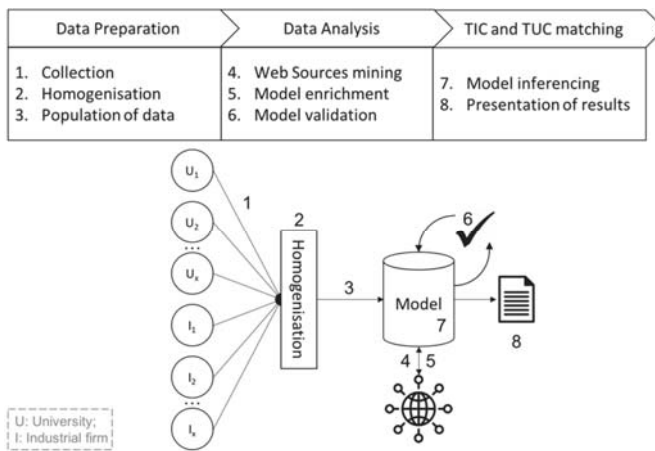 Data Preparation
Data Analysis
TIC and TUC matching
1. Collection
2. Homogenisation
3. Population of data
4. Web Sources mining
5 Model enrichment
6 Model validation
7. Model inferencing
8. Presentation of results
U1
1
2
6
U2
...
Ux
Homogenisation
3
Model
7
I1
8
4 5
I2
...
Ix
U: University;
I: Industrial firm